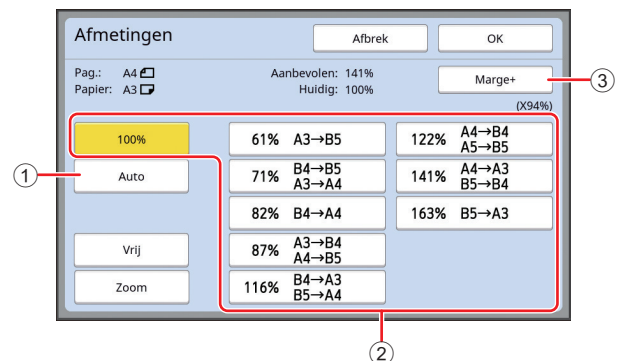 Afmetingen
Afbrek
OK
Pag.: A4
Papier: A3
Aanbevolen: 141%
Huidig: 100%
Marge+
(X94%)
100%
Auto
Vrij
Zoom
61% A3→B5
71% B4→B5
A3→A4
82% B4→A4
87% A3→B4
A4→B5
116% B4→A3
B5→A4
122% A4→B4
A5→B5
141% A4→A3
B5→B4
163% B5→A3
1
2
3